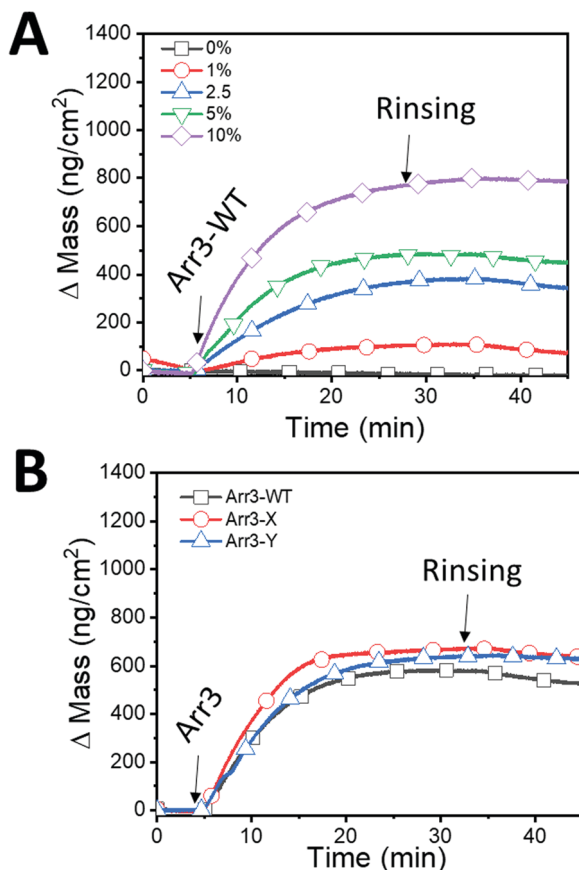 A
1400
1200
1000
800
600
400
200
0
0%
1%
2.5
5%
10%
Rinsing
Arr3-WT
Δ Mass (ng/cm²)
0
10
20
30
40
Time (min)
B
1400
1200
1000
800
600
400
200
0
Arr3-WT
Arr3-X
Arr3-Y
Rinsing
Arr3
Δ Mass (ng/cm²)
0
10
20
30
40
Time (min)